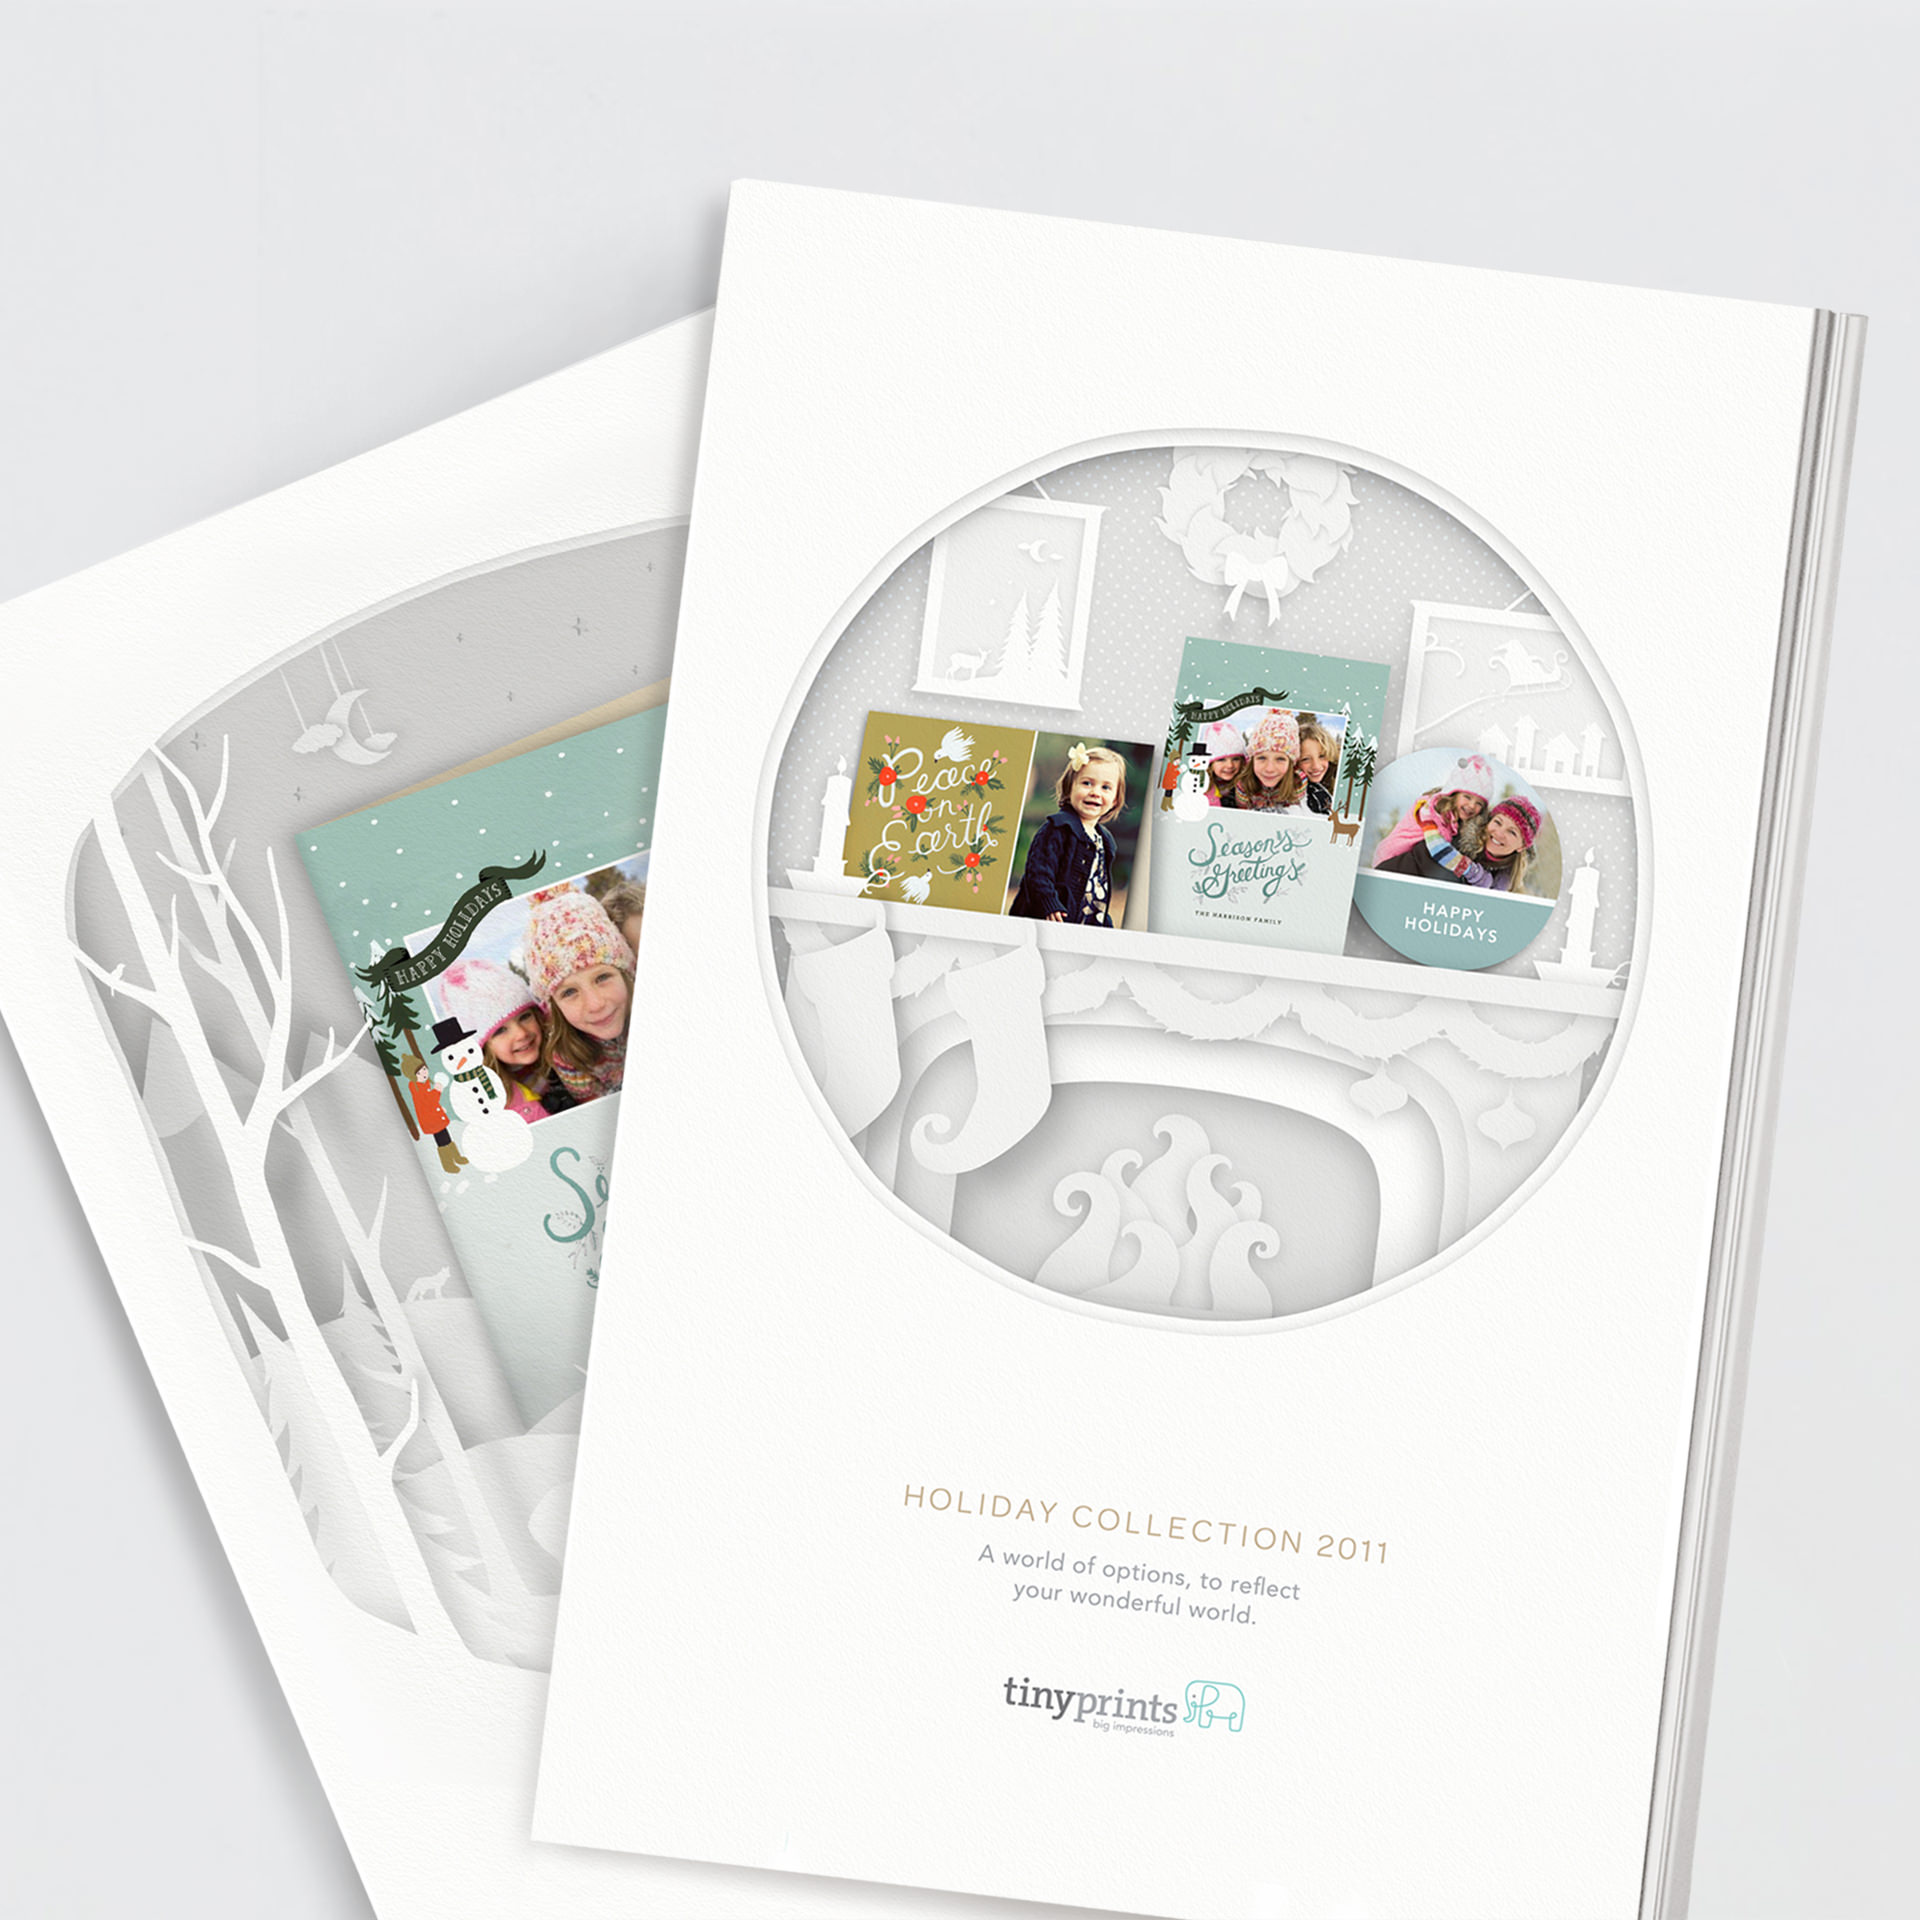 HAPPY HOLIDAYS
Peace
on
Earth
HAPPY HOLIDAYS
Season's
Greetings
THE HARRISON FAMILY
HAPPY
HOLIDAYS
HOLIDAY COLLECTION 2011
A world of options, to reflect
your wonderful world.
tinyprints
big impressions